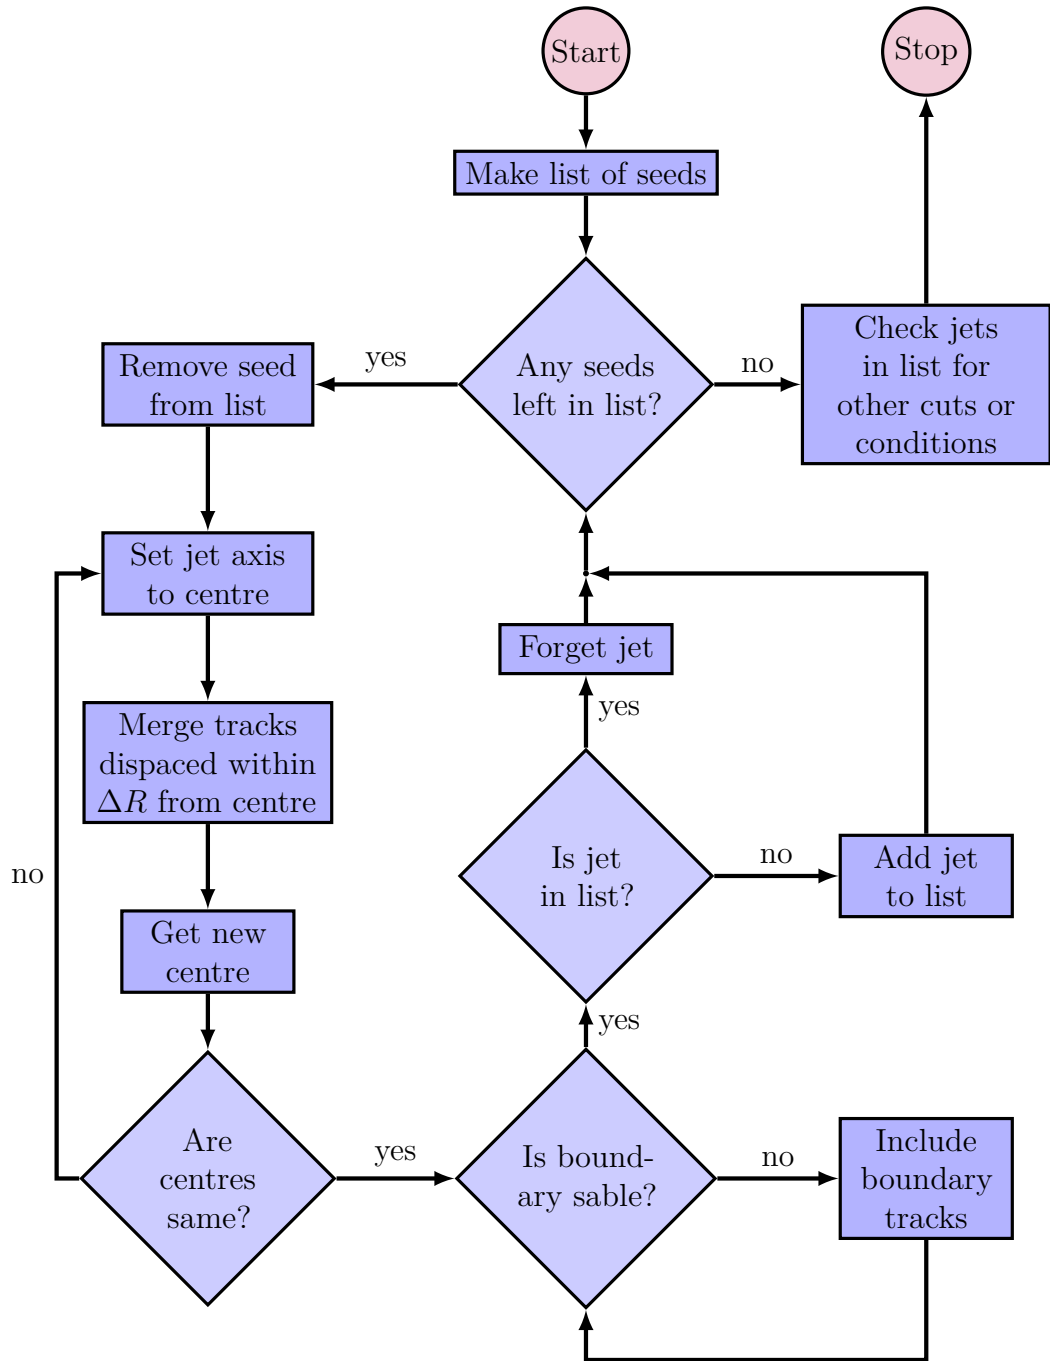 Start
Stop
Make list of seeds
Any seeds
left in list?
yes
no
Remove seed
from list
Check jets
in list for
other cuts or
conditions
Set jet axis
to centre
Forget jet
yes
Merge tracks
dispaced within
ΔR from centre
no
Is jet
in list?
no
Add jet
to list
Get new
centre
yes
Are
centres
same?
yes
Is bound-
ary sable?
no
Include
boundary
tracks